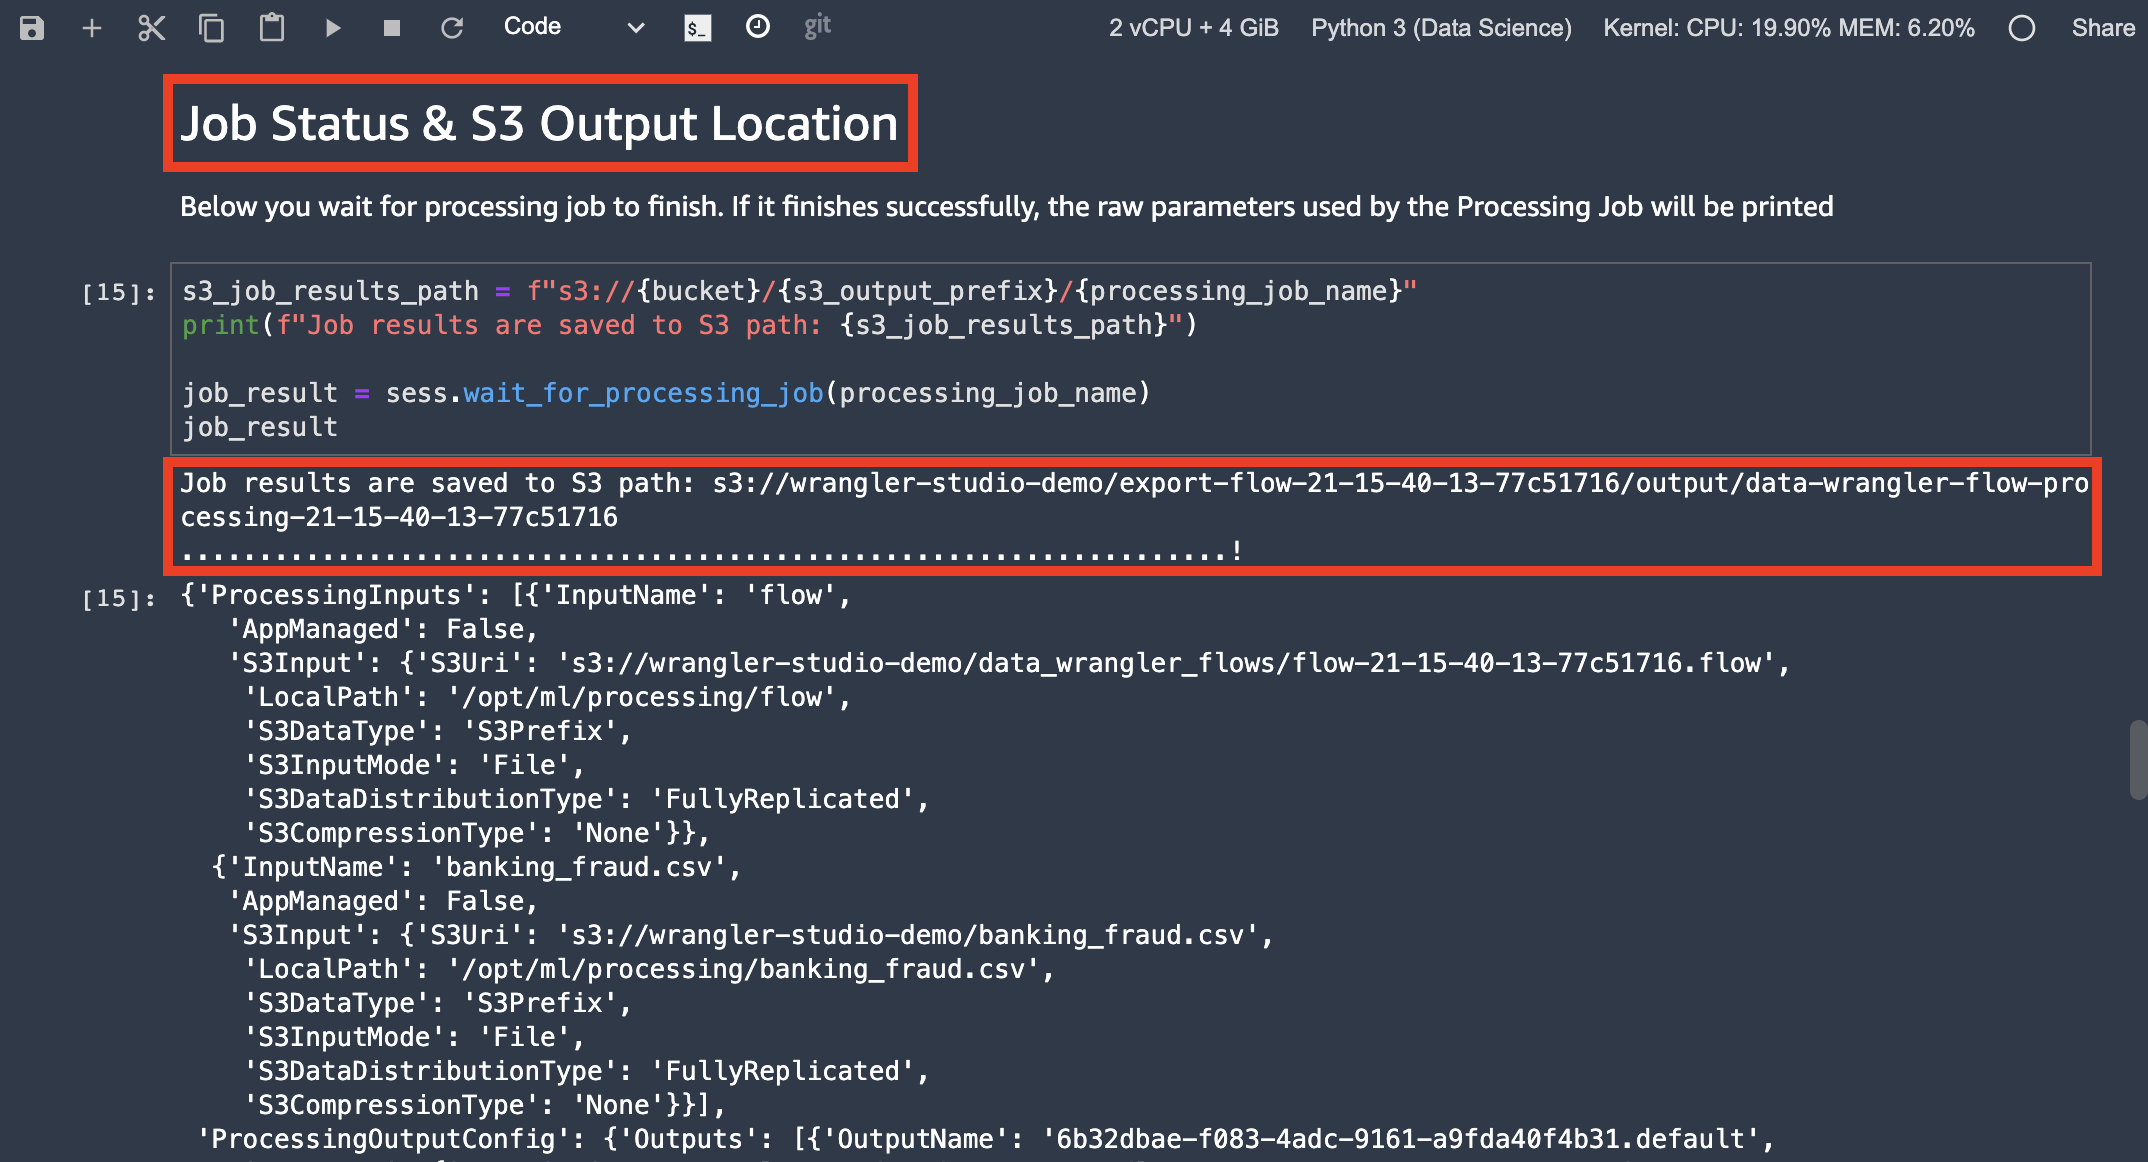 Code $_ git 2 vCPU + 4 GiB Python 3 (Data Science) Kernel: CPU: 19.90% MEM: 6.20% Share
Job Status & S3 Output Location
Below you wait for processing job to finish. If it finishes successfully, the raw parameters used by the Processing Job will be printed
[15]: s3_job_results_path = f"s3://{bucket}/{s3_output_prefix}/{processing_job_name}"
print(f"Job results are saved to S3 path: {s3_job_results_path}")
job_result = sess.wait_for_processing_job(processing_job_name)
job_result
Job results are saved to S3 path: s3://wrangler-studio-demo/export-flow-21-15-40-13-77c51716/output/data-wrangler-flow-pro
cessing-21-15-40-13-77c51716
...................................................................!
[15]: {'ProcessingInputs': [{'InputName': 'flow',
'AppManaged': False,
'S3Input': {'S3Uri': 's3://wrangler-studio-demo/data_wrangler_flows/flow-21-15-40-13-77c51716.flow',
'LocalPath': '/opt/ml/processing/flow',
'S3DataType': 'S3Prefix',
'S3InputMode': 'File',
'S3DataDistributionType': 'FullyReplicated',
'S3CompressionType': 'None'}},
{'InputName': 'banking_fraud.csv',
'AppManaged': False,
'S3Input': {'S3Uri': 's3://wrangler-studio-demo/banking_fraud.csv',
'LocalPath': '/opt/ml/processing/banking_fraud.csv',
'S3DataType': 'S3Prefix',
'S3InputMode': 'File',
'S3DataDistributionType': 'FullyReplicated',
'S3CompressionType': 'None'}}],
'ProcessingOutputConfig': {'Outputs': [{'OutputName': '6b32dbae-f083-4adc-9161-a9fda40f4b31.default',